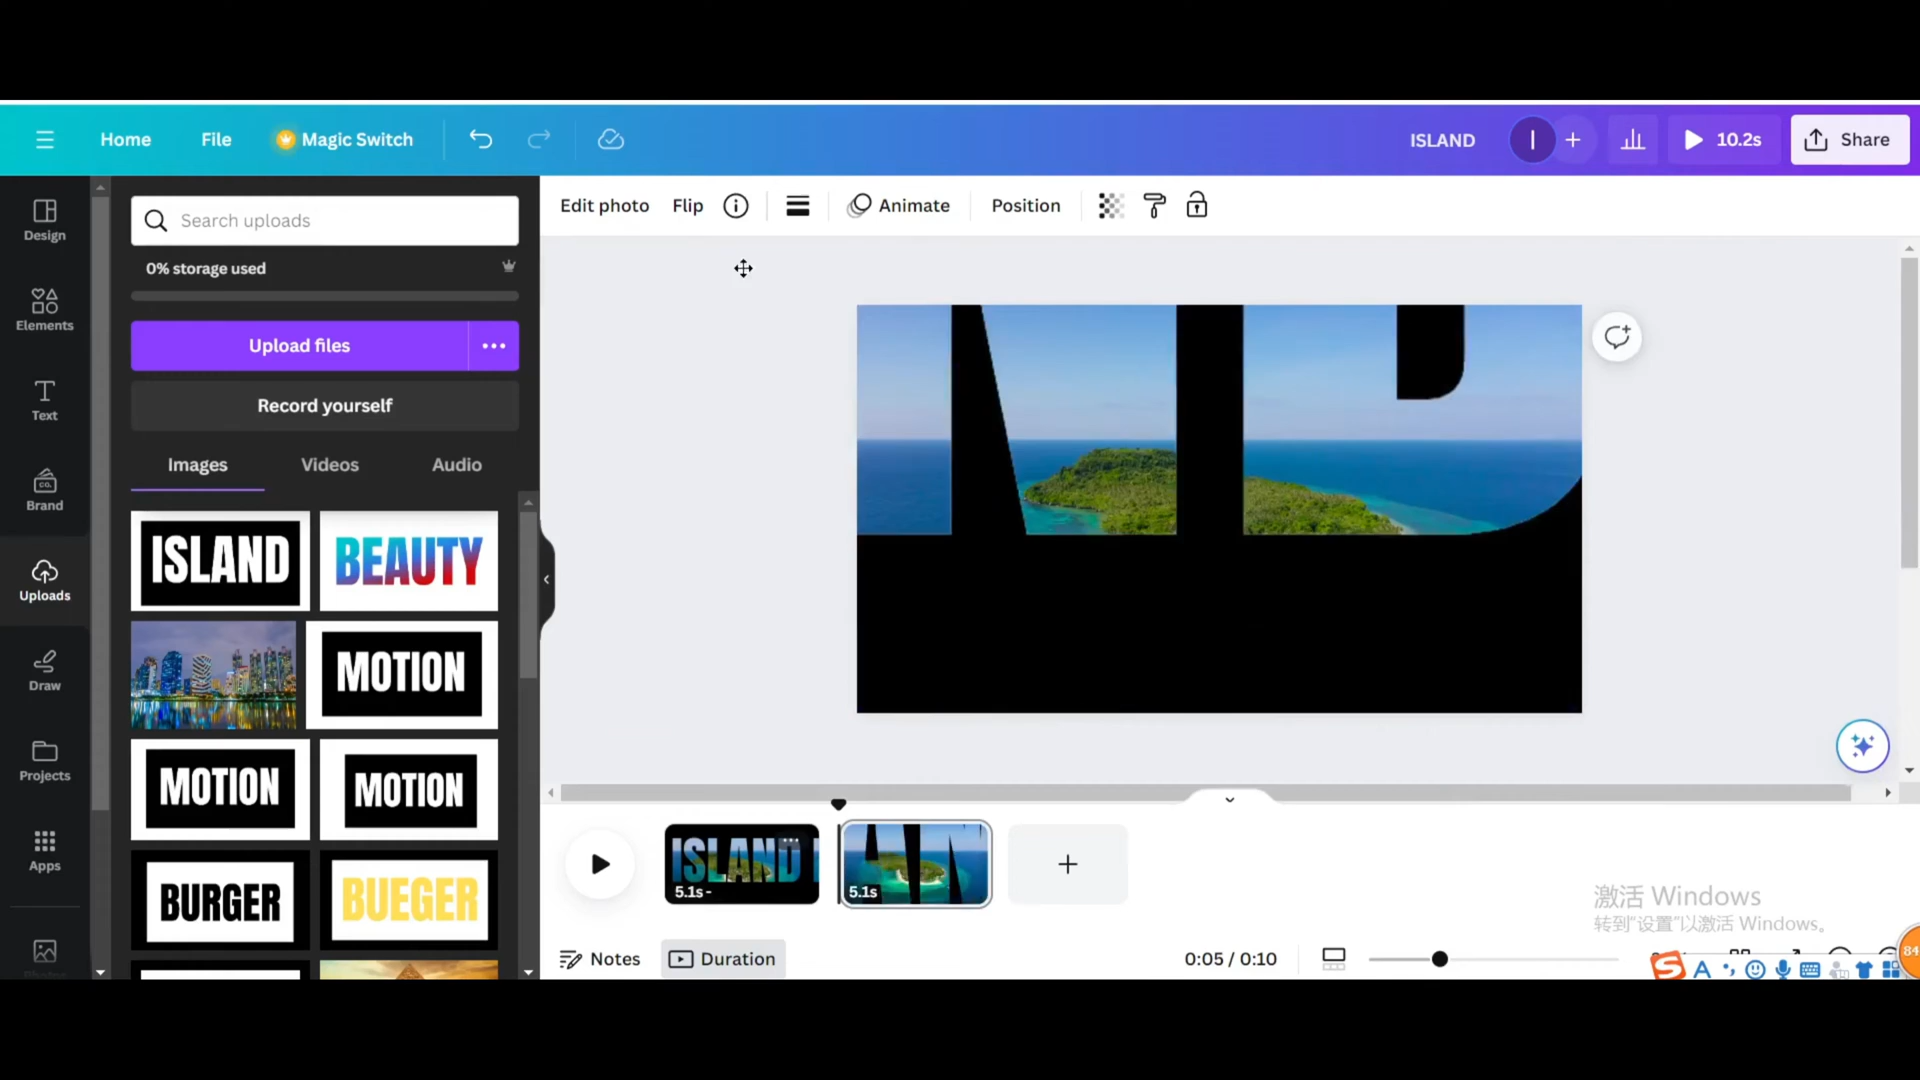 Home File Magic Switch ISLAND I + 10.2s Share
Edit photo Flip Animate Position
Search uploads
0% storage used
Upload files
Record yourself
Images Videos Audio
Design
Elements
Text
CO.
Brand
Uploads
Draw
Projects
Apps
ISLAND BEAUTY
MOTION
MOTION MOTION
BURGER BUEGER
ISLAND
5.1s - 5.1s
激活 Windows
转到“设置”以激活 Windows。
Notes Duration 0:05 / 0:10
84
S A